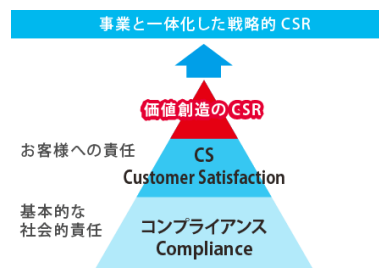 事業と一体化した戦略的 CSR
価値創造のCSR
お客様への責任
CS
Customer Satisfaction
基本的な
社会的責任
コンプライアンス
Compliance